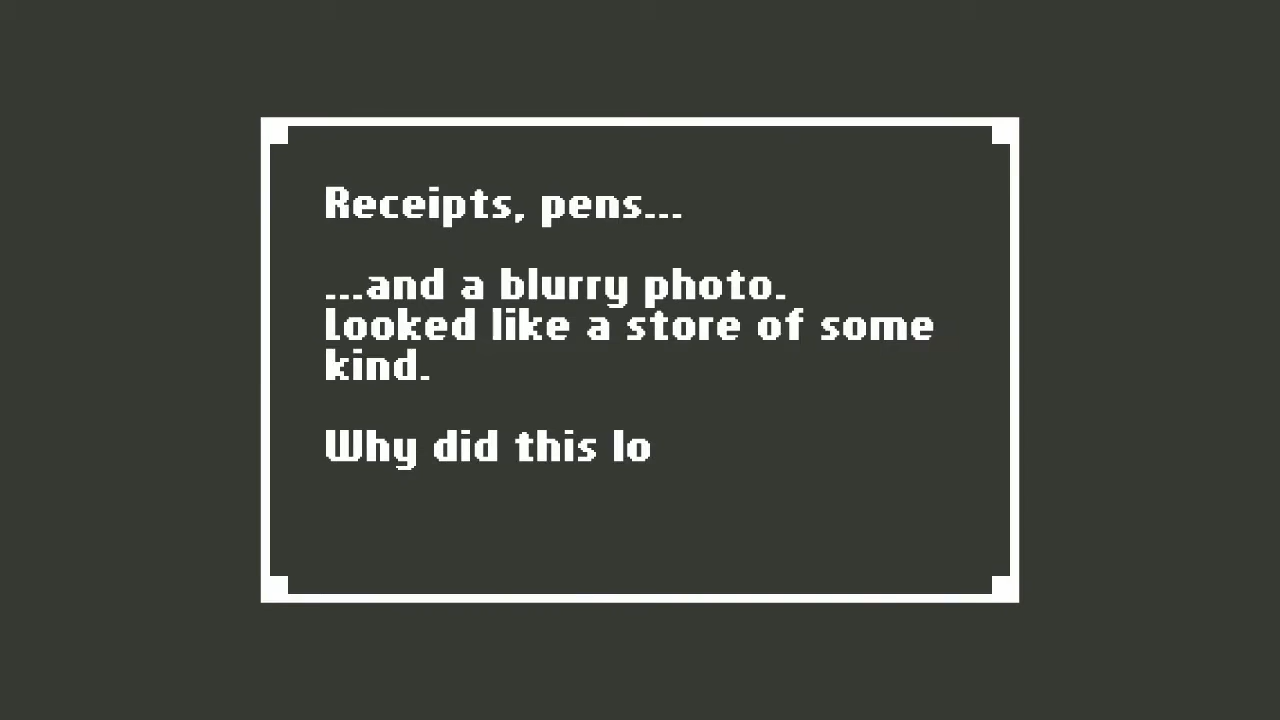 Receipts, pens...
...and a blurry photo.
Looked like a store of some
kind.
Why did this lo